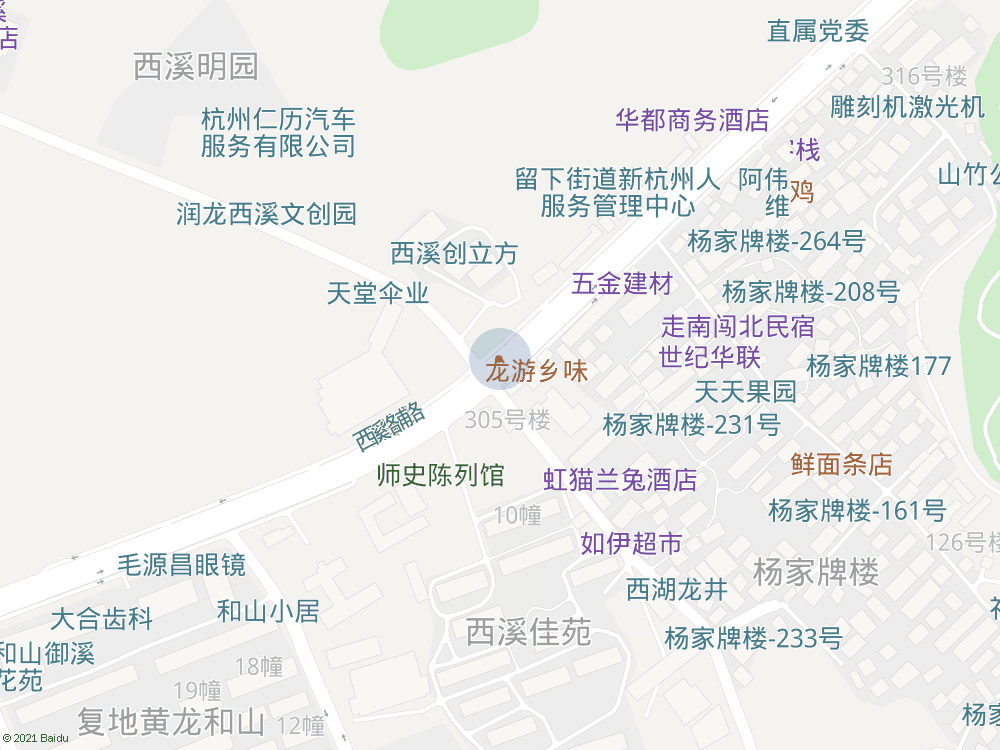 直属党委
西溪明园
316号楼
雕刻机激光机
杭州仁历汽车
服务有限公司
华都商务酒店
栈
山竹公
留下街道新杭州人
服务管理中心
阿伟
维
鸡
润龙西溪文创园
西溪创立方
杨家牌楼-264号
天堂伞业
五金建材
杨家牌楼-208号
走南闯北民宿
世纪华联
龙游乡味
杨家牌楼177
天天果园
305号楼
杨家牌楼-231号
师史陈列馆
虹猫兰兔酒店
鲜面条店
10幢
杨家牌楼-161号
如伊超市
126号楼
毛源昌眼镜
西湖龙井
杨家牌楼
大合齿科
和山小居
西溪佳苑
杨家牌楼-233号
和山御溪
花苑
18幢
19幢
复地黄龙和山
12幢
杨家
© 2021 Baidu